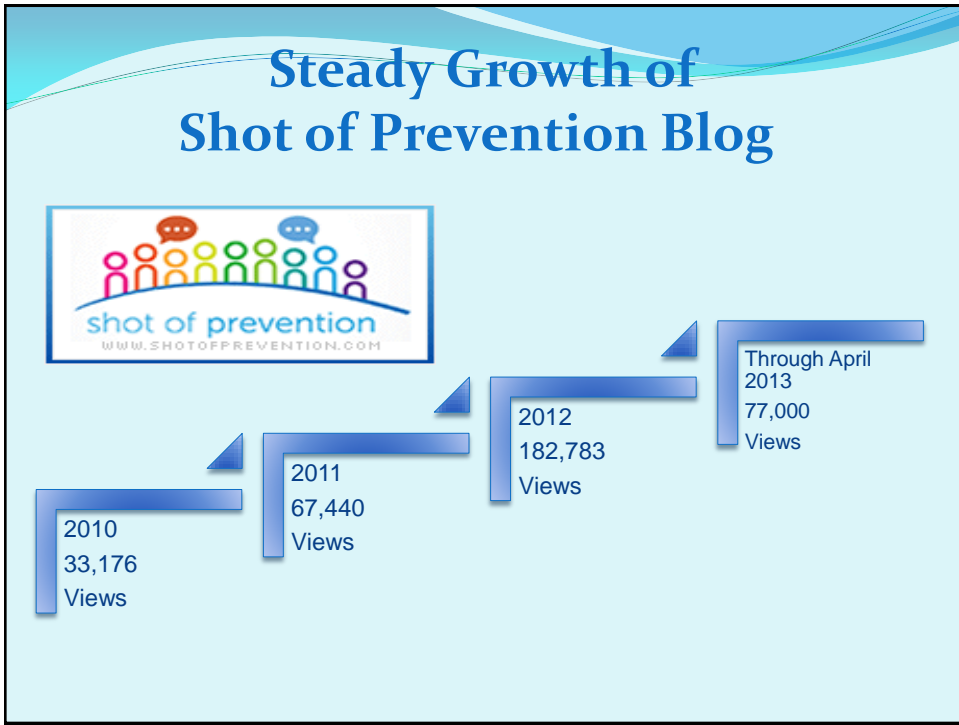 Steady Growth of
Shot of Prevention Blog
shot of prevention
WWW.SHOTOFPREVENTION.COM
2010
33,176
Views
2011
67,440
Views
2012
182,783
Views
Through April
2013
77,000
Views